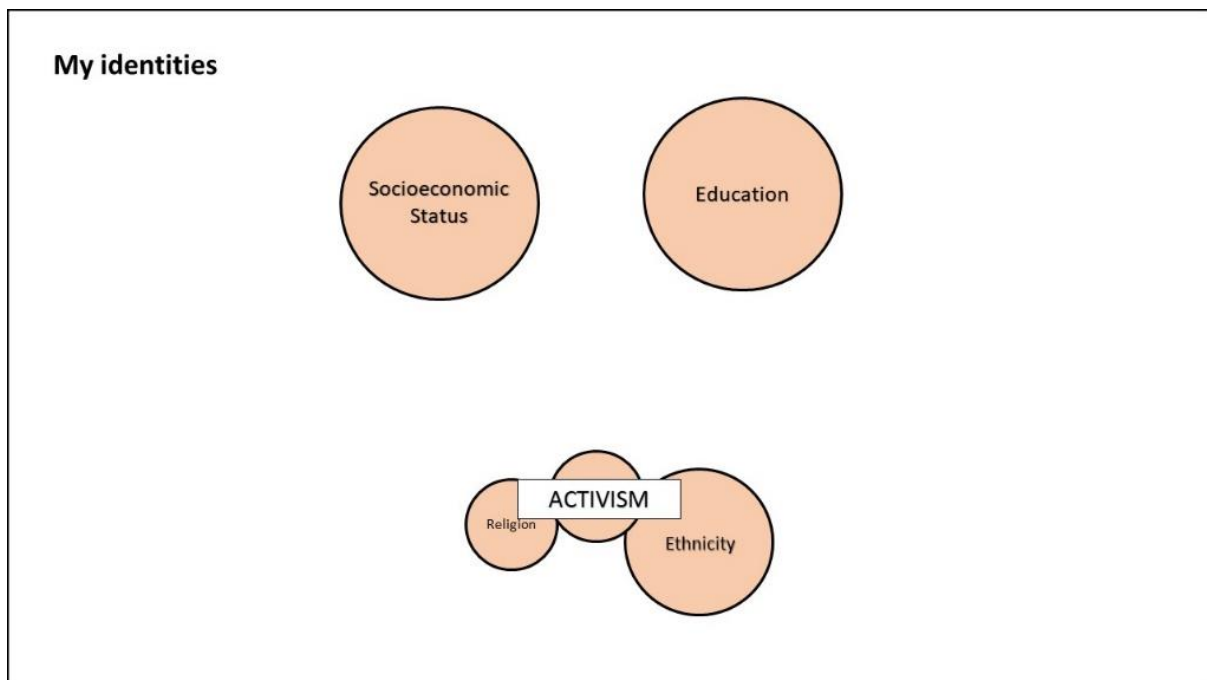 My identities
Socioeconomic
Status
Education
ACTIVISM
Religion
Ethnicity